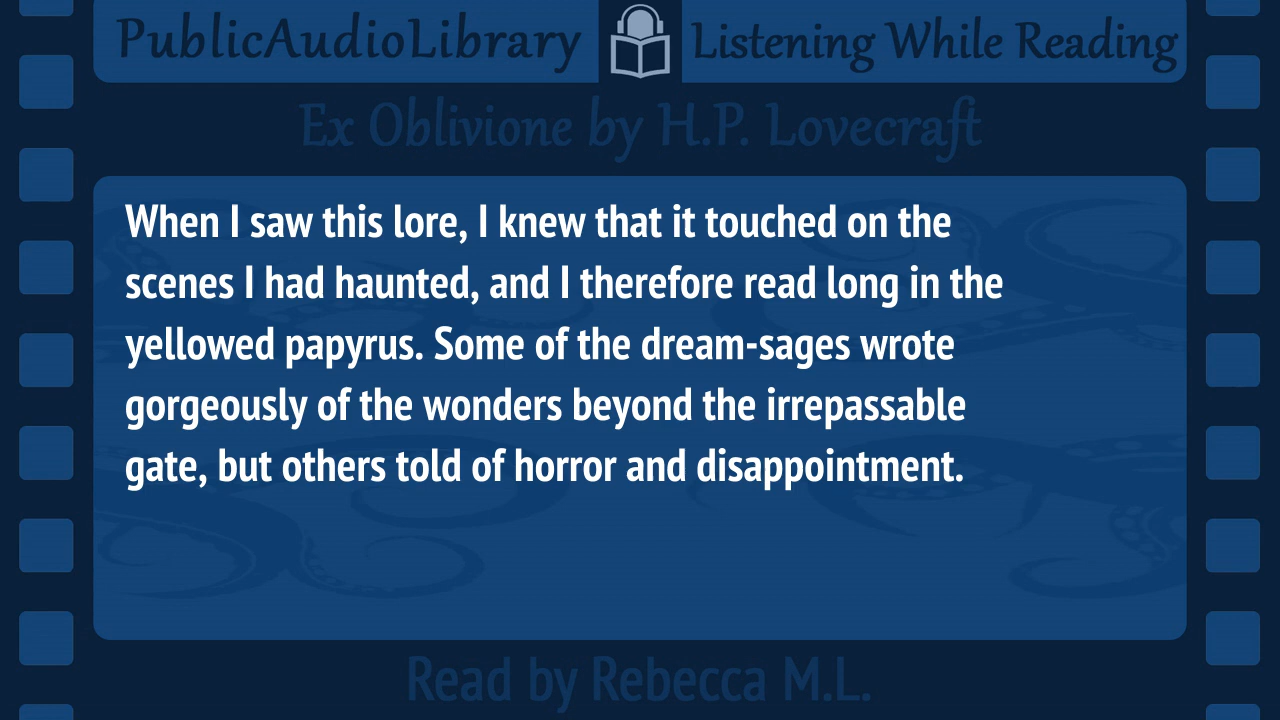 PublicAudioLibrary Listening While Reading
Ex Oblivione by H.P. Lovecraft
When I saw this lore, I knew that it touched on the
scenes I had haunted, and I therefore read long in the
yellowed papyrus. Some of the dream-sages wrote
gorgeously of the wonders beyond the irrepassable
gate, but others told of horror and disappointment.
Read by Rebecca M.L.